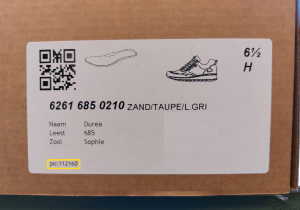 6½
H
6261 685 0210 ZAND/TAUPE/L.GRI
Naam Durea
Leest 685
Zool Sophie
po:112160